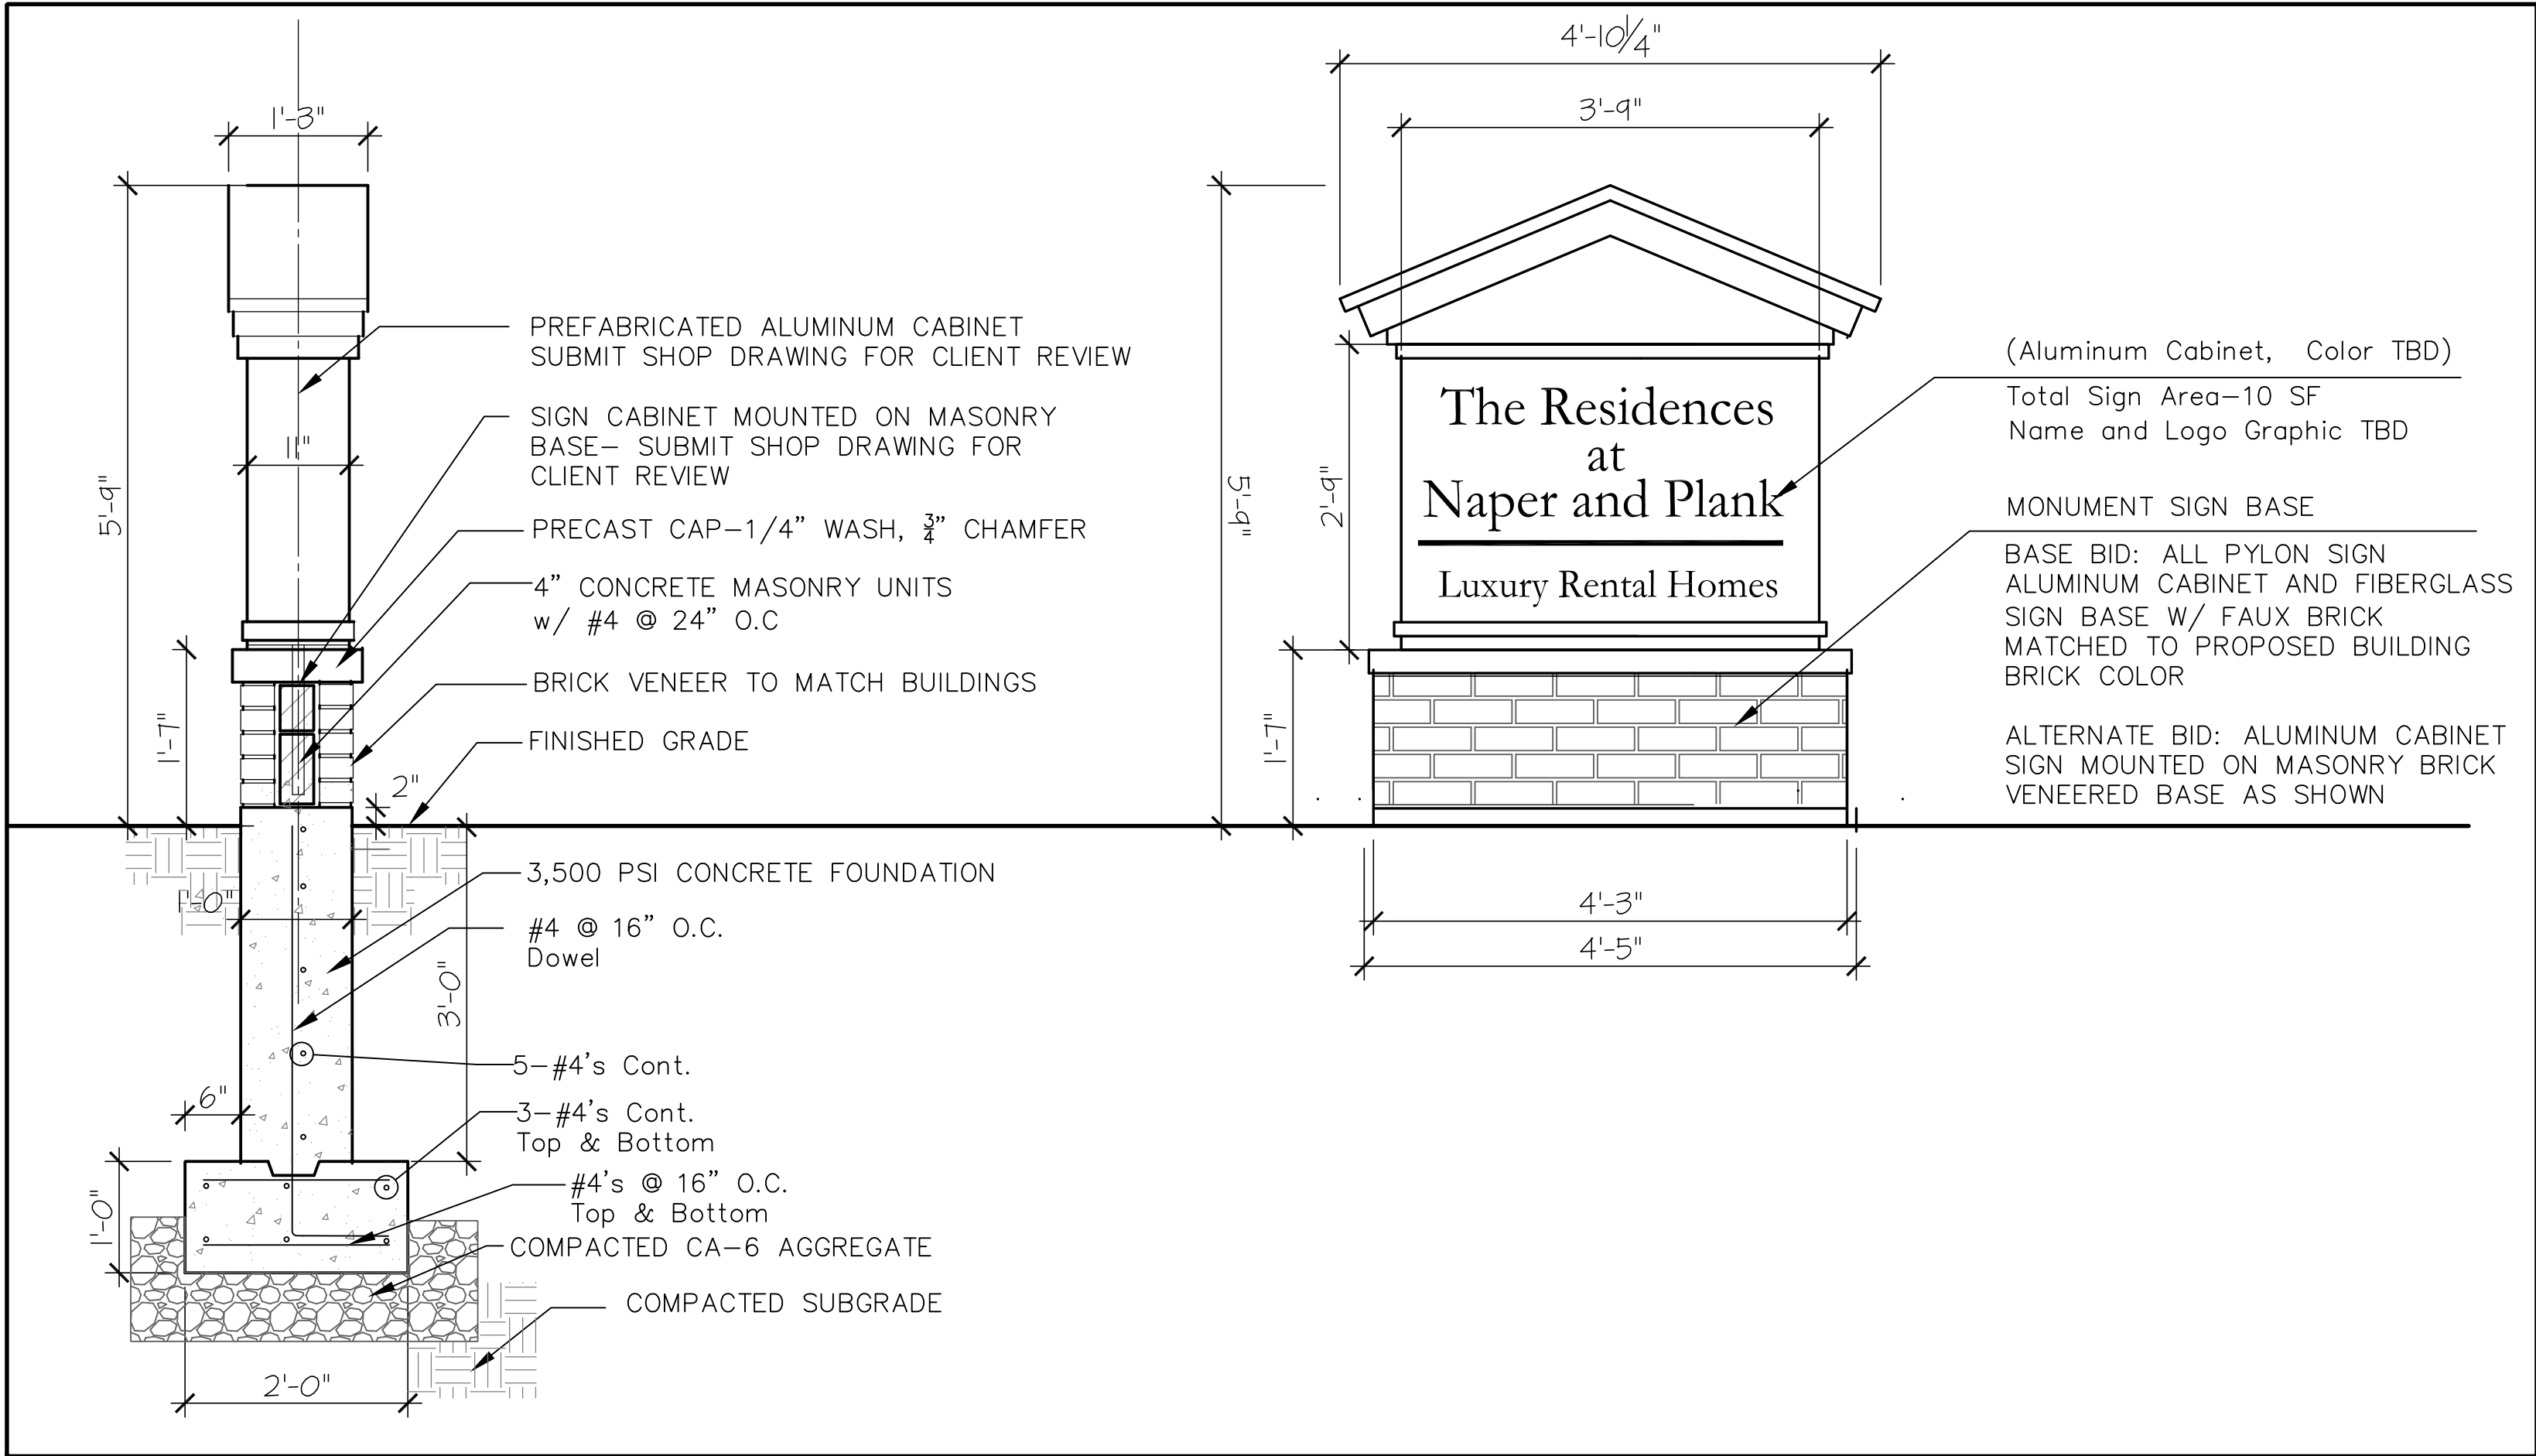 1'-3"
5'-9"
11"
1'-7"
2"
1'-0"
3'-0"
6"
1'-0"
2'-0"
PREFABRICATED ALUMINUM CABINET
SUBMIT SHOP DRAWING FOR CLIENT REVIEW
SIGN CABINET MOUNTED ON MASONRY
BASE– SUBMIT SHOP DRAWING FOR
CLIENT REVIEW
PRECAST CAP–1/4" WASH, 3/4" CHAMFER
4" CONCRETE MASONRY UNITS
w/ #4 @ 24" O.C
BRICK VENEER TO MATCH BUILDINGS
FINISHED GRADE
3,500 PSI CONCRETE FOUNDATION
#4 @ 16" O.C.
Dowel
5–#4's Cont.
3–#4's Cont.
Top & Bottom
#4's @ 16" O.C.
Top & Bottom
COMPACTED CA–6 AGGREGATE
COMPACTED SUBGRADE
4'-10 1/4"
3'-9"
5'-9"
2'-9"
1'-7"
The Residences
at
Naper and Plank
Luxury Rental Homes
4'-3"
4'-5"
(Aluminum Cabinet, Color TBD)
Total Sign Area–10 SF
Name and Logo Graphic TBD
MONUMENT SIGN BASE
BASE BID: ALL PYLON SIGN
ALUMINUM CABINET AND FIBERGLASS
SIGN BASE W/ FAUX BRICK
MATCHED TO PROPOSED BUILDING
BRICK COLOR
ALTERNATE BID: ALUMINUM CABINET
SIGN MOUNTED ON MASONRY BRICK
VENEERED BASE AS SHOWN